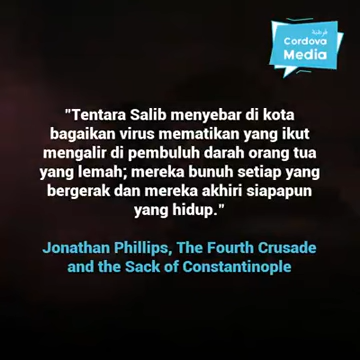 قرطبة
Cordova
Media
"Tentara Salib menyebar di kota
bagaikan virus mematikan yang ikut
mengalir di pembuluh darah orang tua
yang lemah; mereka bunuh setiap yang
bergerak dan mereka akhiri siapapun
yang hidup."
Jonathan Phillips, The Fourth Crusade
and the Sack of Constantinople